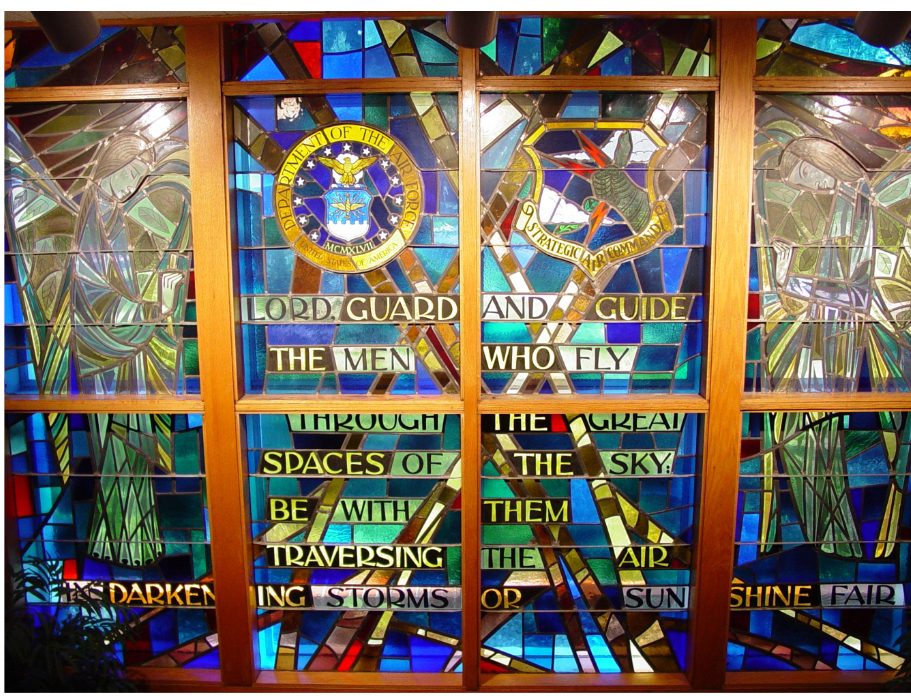 DEPARTMENT OF THE AIR FORCE
MCMXLVII
UNITED STATES OF AMERICA
STRATEGIC AIR COMMAND
LORD, GUARD AND GUIDE
THE MEN WHO FLY
THROUGH THE GREAT
SPACES OF THE SKY:
BE WITH THEM
TRAVERSING THE AIR
IN DARKENING STORMS OR SUNSHINE FAIR